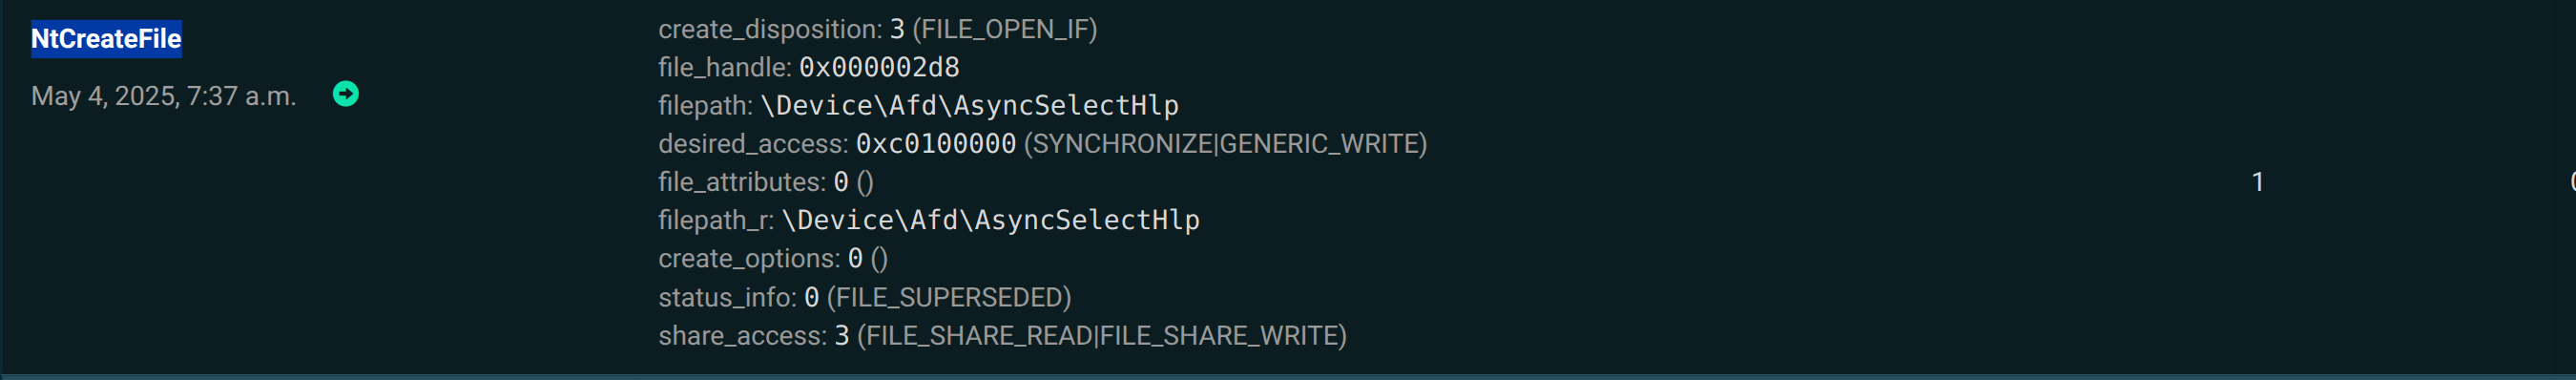 NtCreateFile
May 4, 2025, 7:37 a.m.
create_disposition: 3 (FILE_OPEN_IF)
file_handle: 0x000002d8
filepath: \Device\Afd\AsyncSelectHlp
desired_access: 0xc0100000 (SYNCHRONIZE|GENERIC_WRITE)
file_attributes: 0 ()
filepath_r: \Device\Afd\AsyncSelectHlp
create_options: 0 ()
status_info: 0 (FILE_SUPERSEDED)
share_access: 3 (FILE_SHARE_READ|FILE_SHARE_WRITE)
1